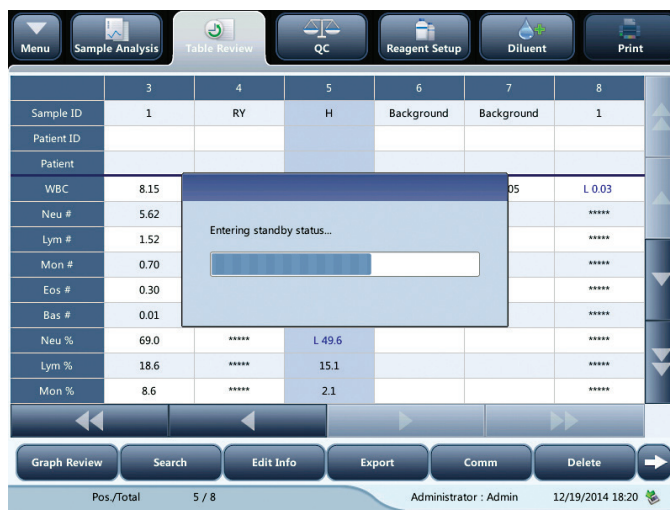 Menu Sample Analysis Table Review QC Reagent Setup Diluent Print
3 4 5 6 7 8
Sample ID 1 RY H Background Background 1
Patient ID
Patient
WBC 8.15 05 L 0.03
Neu # 5.62 *****
Entering standby status...
Lym # 1.52 *****
Mon # 0.70 *****
Eos # 0.30 *****
Bas # 0.01 *****
Neu % 69.0 ***** L 49.6 *****
Lym % 18.6 ***** 15.1 *****
Mon % 8.6 ***** 2.1 *****
Graph Review Search Edit Info Export Comm Delete
Pos./Total 5 / 8 Administrator : Admin 12/19/2014 18:20